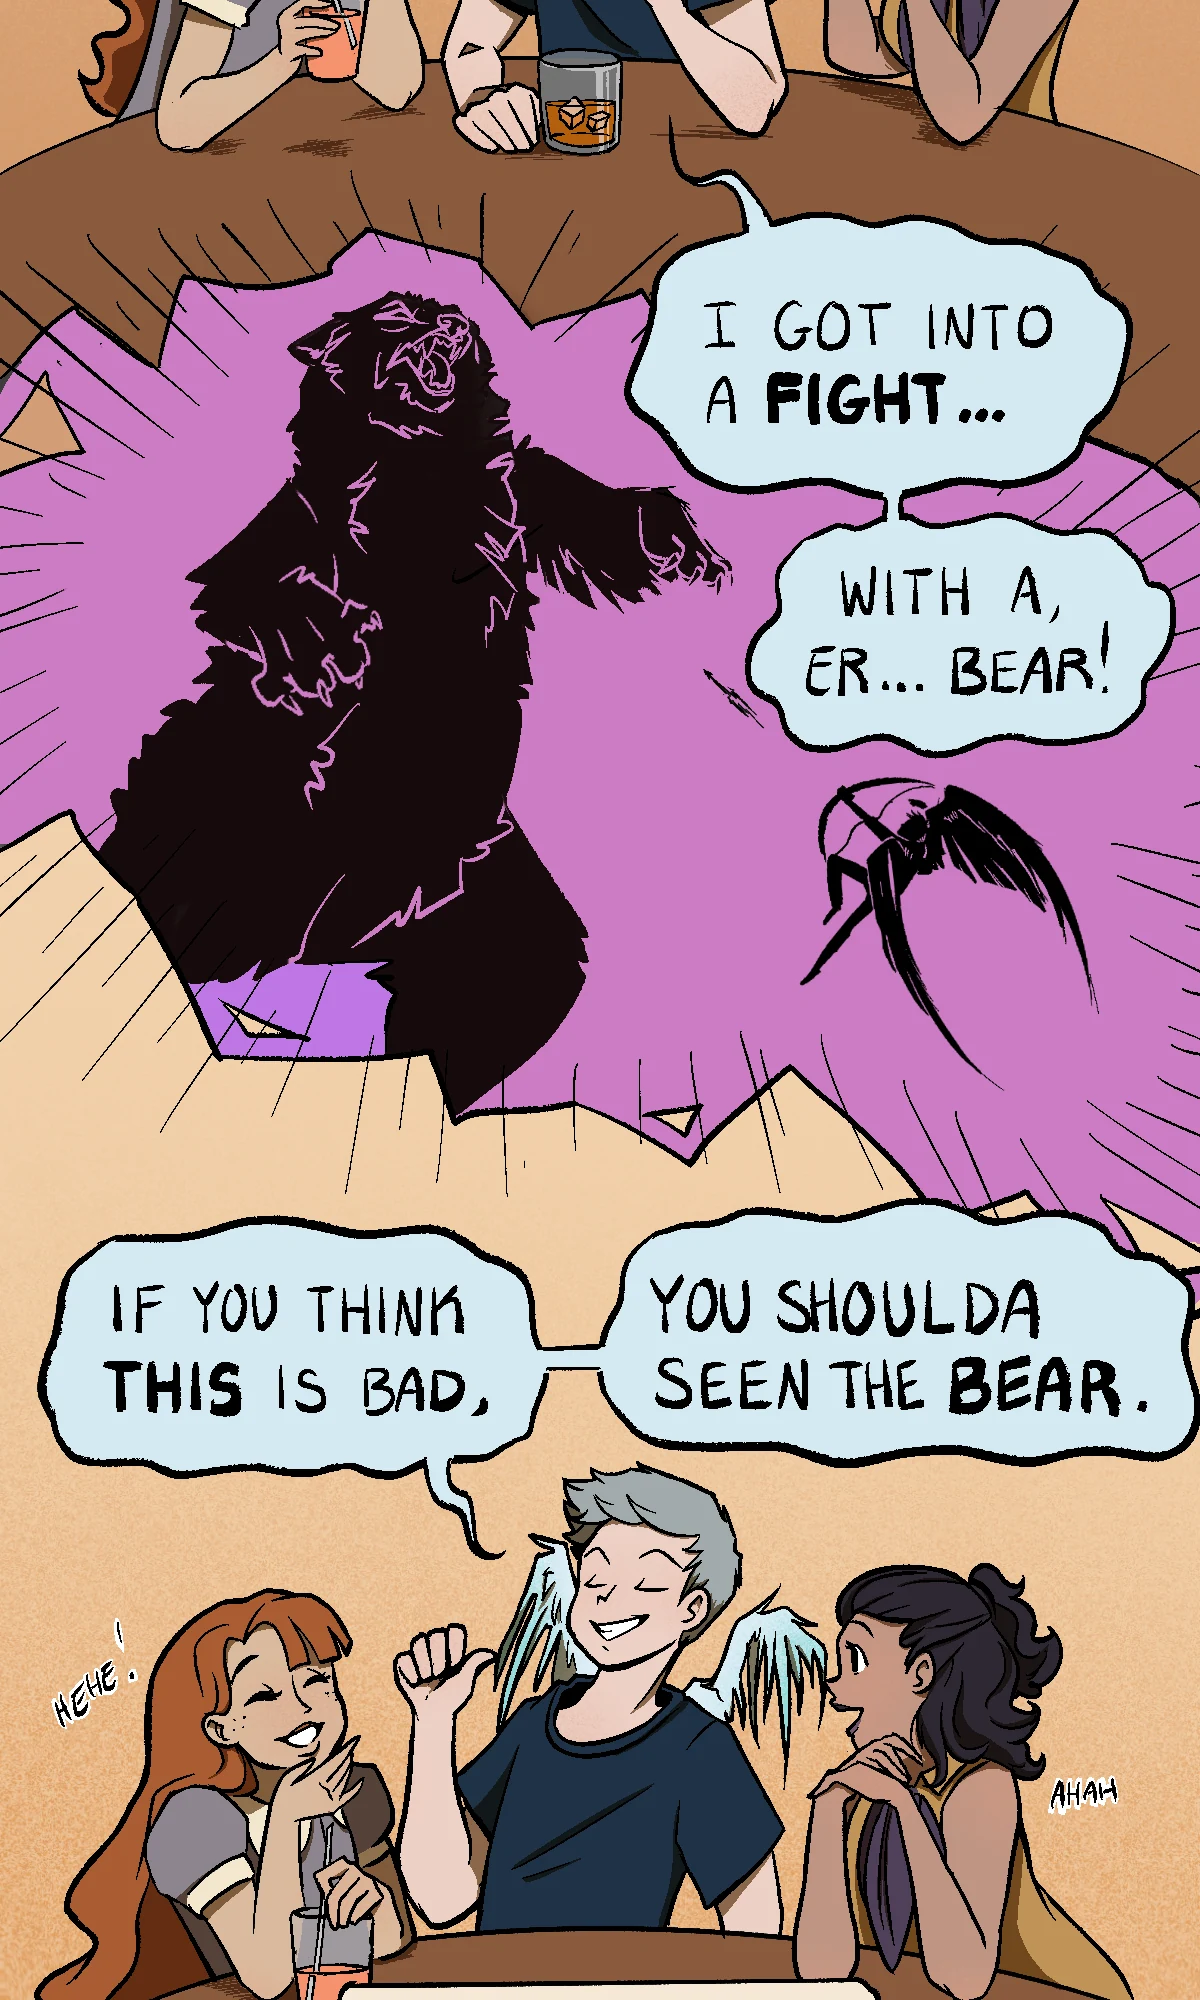 I GOT INTO
A FIGHT...
WITH A,
ER... BEAR!
IF YOU THINK
THIS IS BAD,
YOU SHOULDA
SEEN THE BEAR.
HEHE!
AHAH